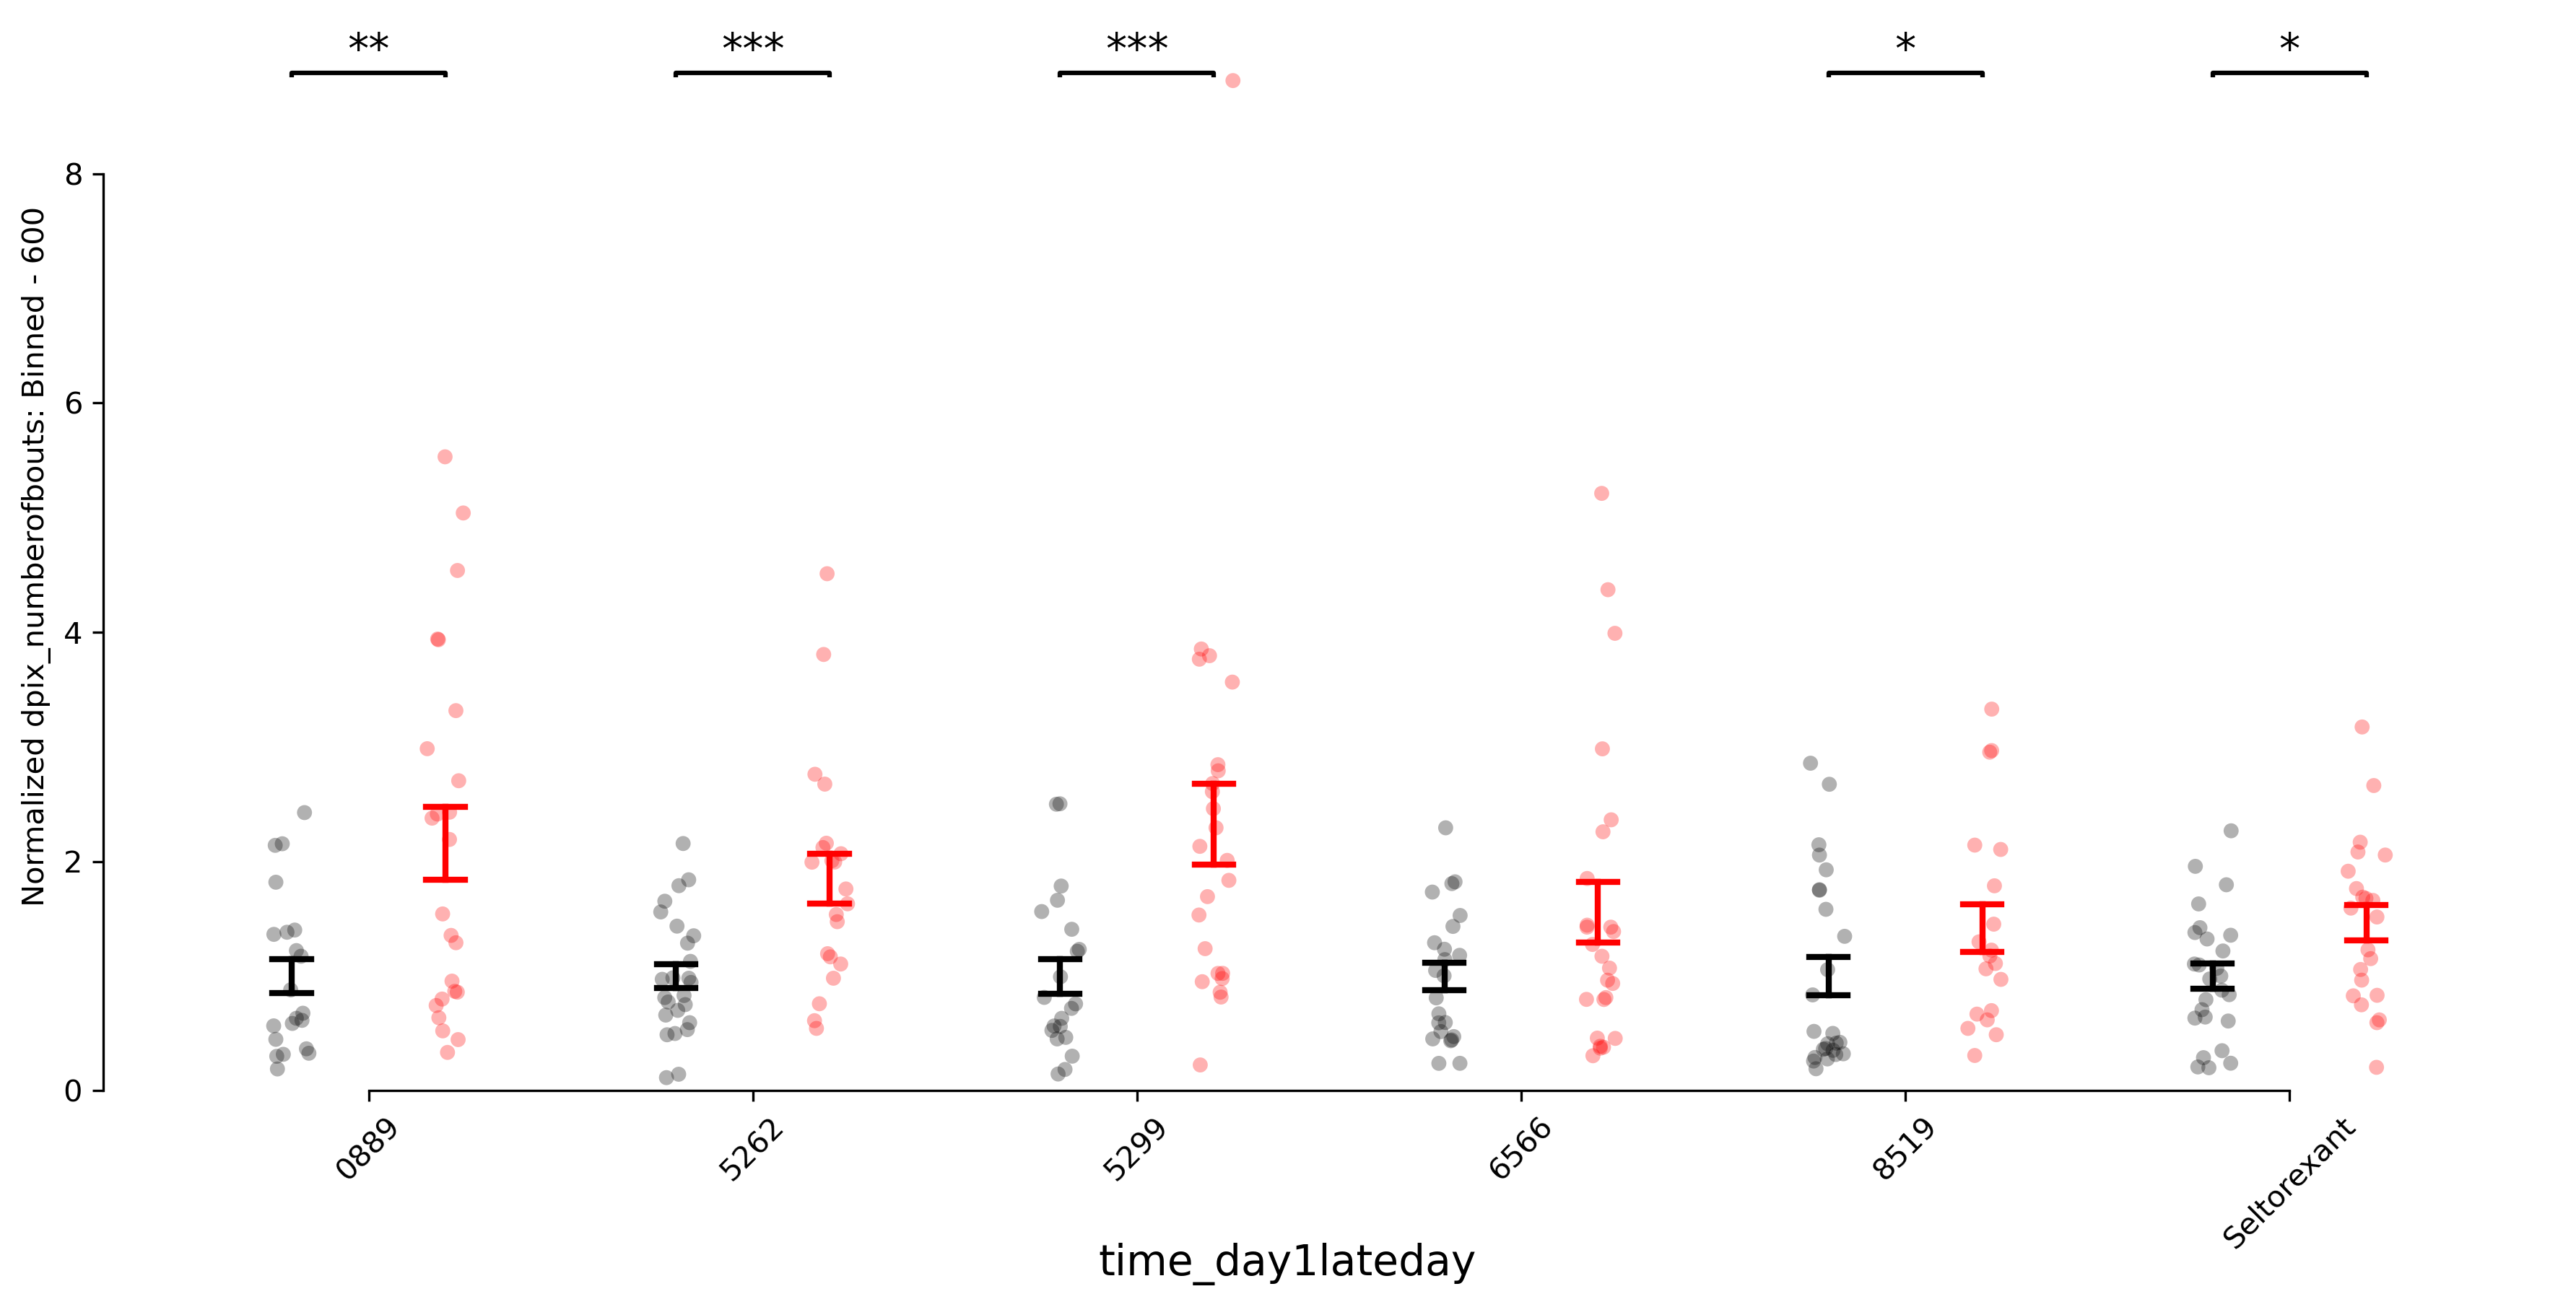 ** *** *** * *
8
6
4
2
0
Normalized dpix_numberofbouts: Binned - 600
0889 5262 5299 6566 8519 Seltorexant
time_day1lateday